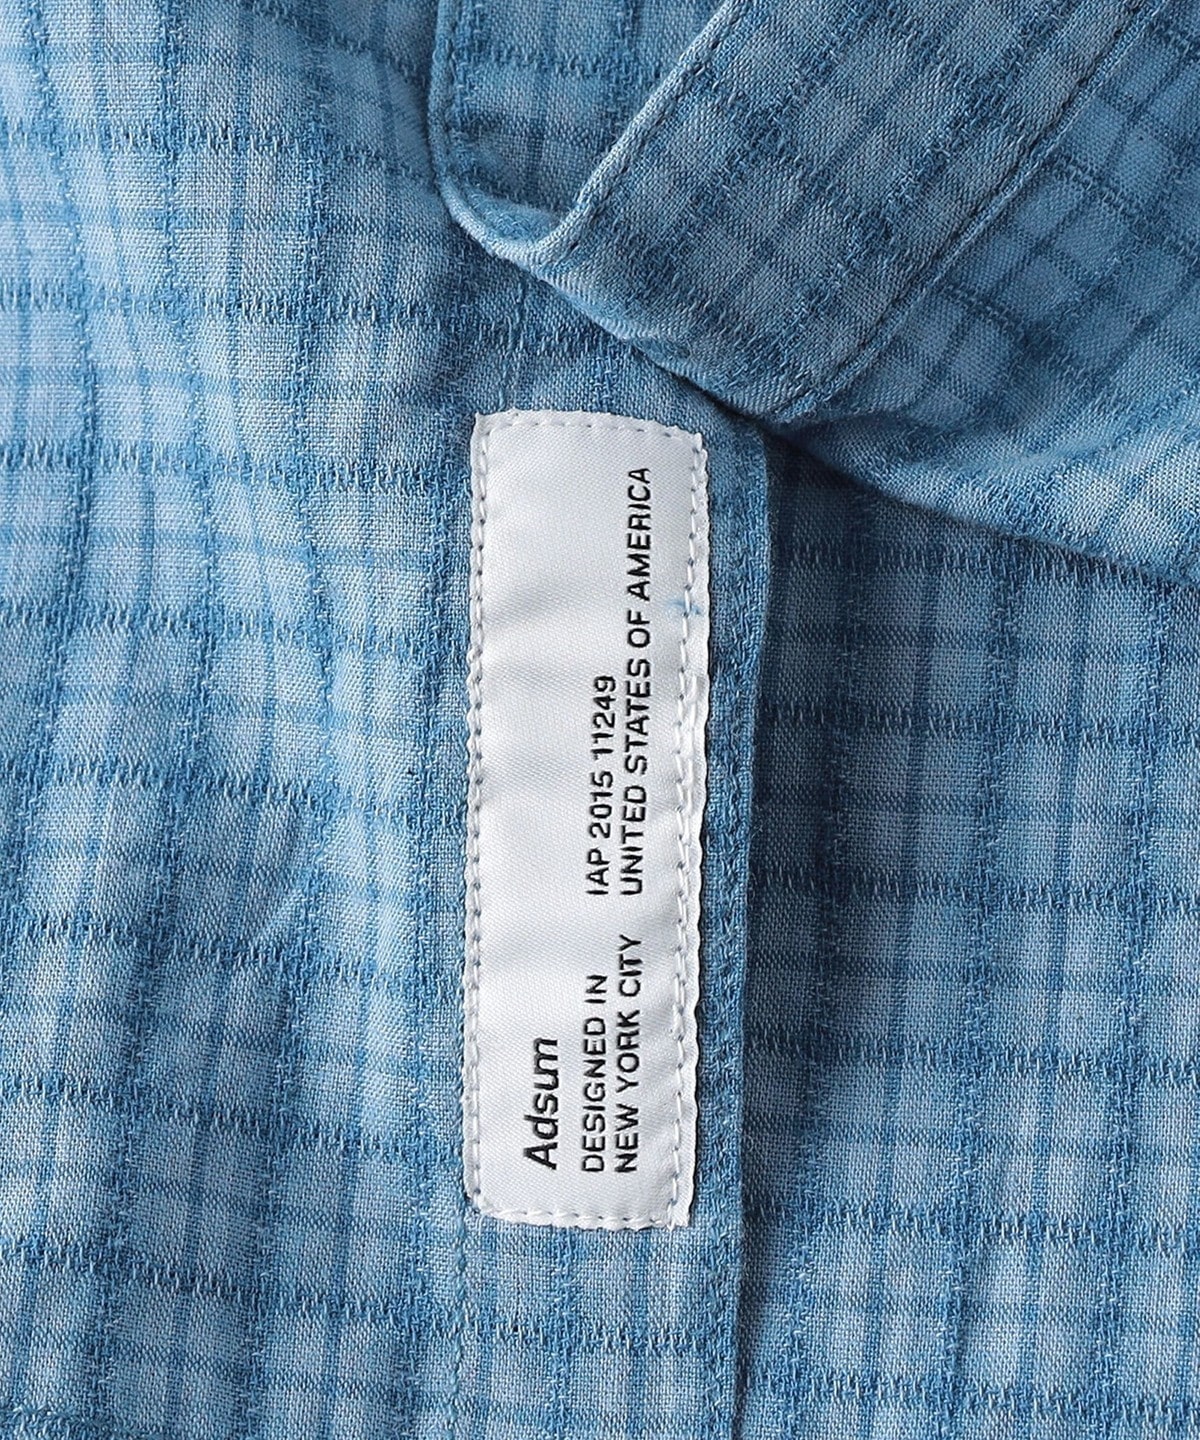 Adsum
DESIGNED IN
NEW YORK CITY
IAP 2015 11249
UNITED STATES OF AMERICA